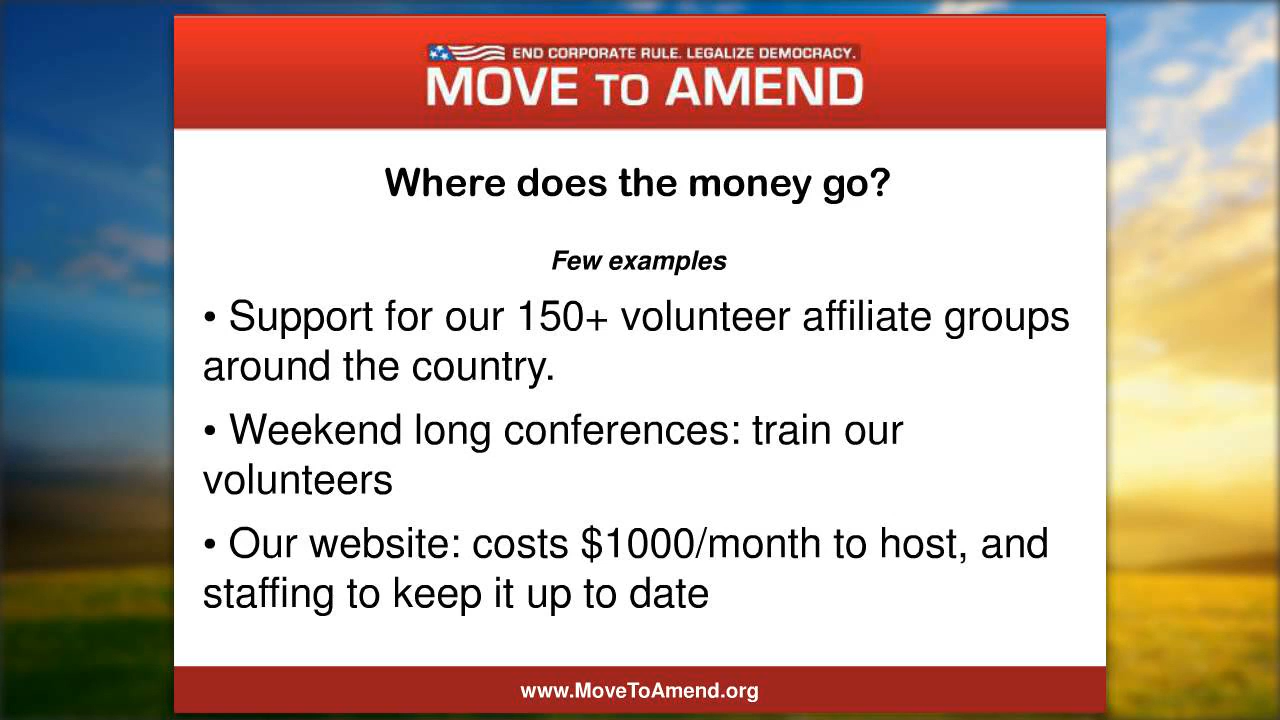 END CORPORATE RULE. LEGALIZE DEMOCRACY.
MOVE TO AMEND
Where does the money go?
Few examples
• Support for our 150+ volunteer affiliate groups
around the country.
• Weekend long conferences: train our
volunteers
• Our website: costs $1000/month to host, and
staffing to keep it up to date
www.MoveToAmend.org